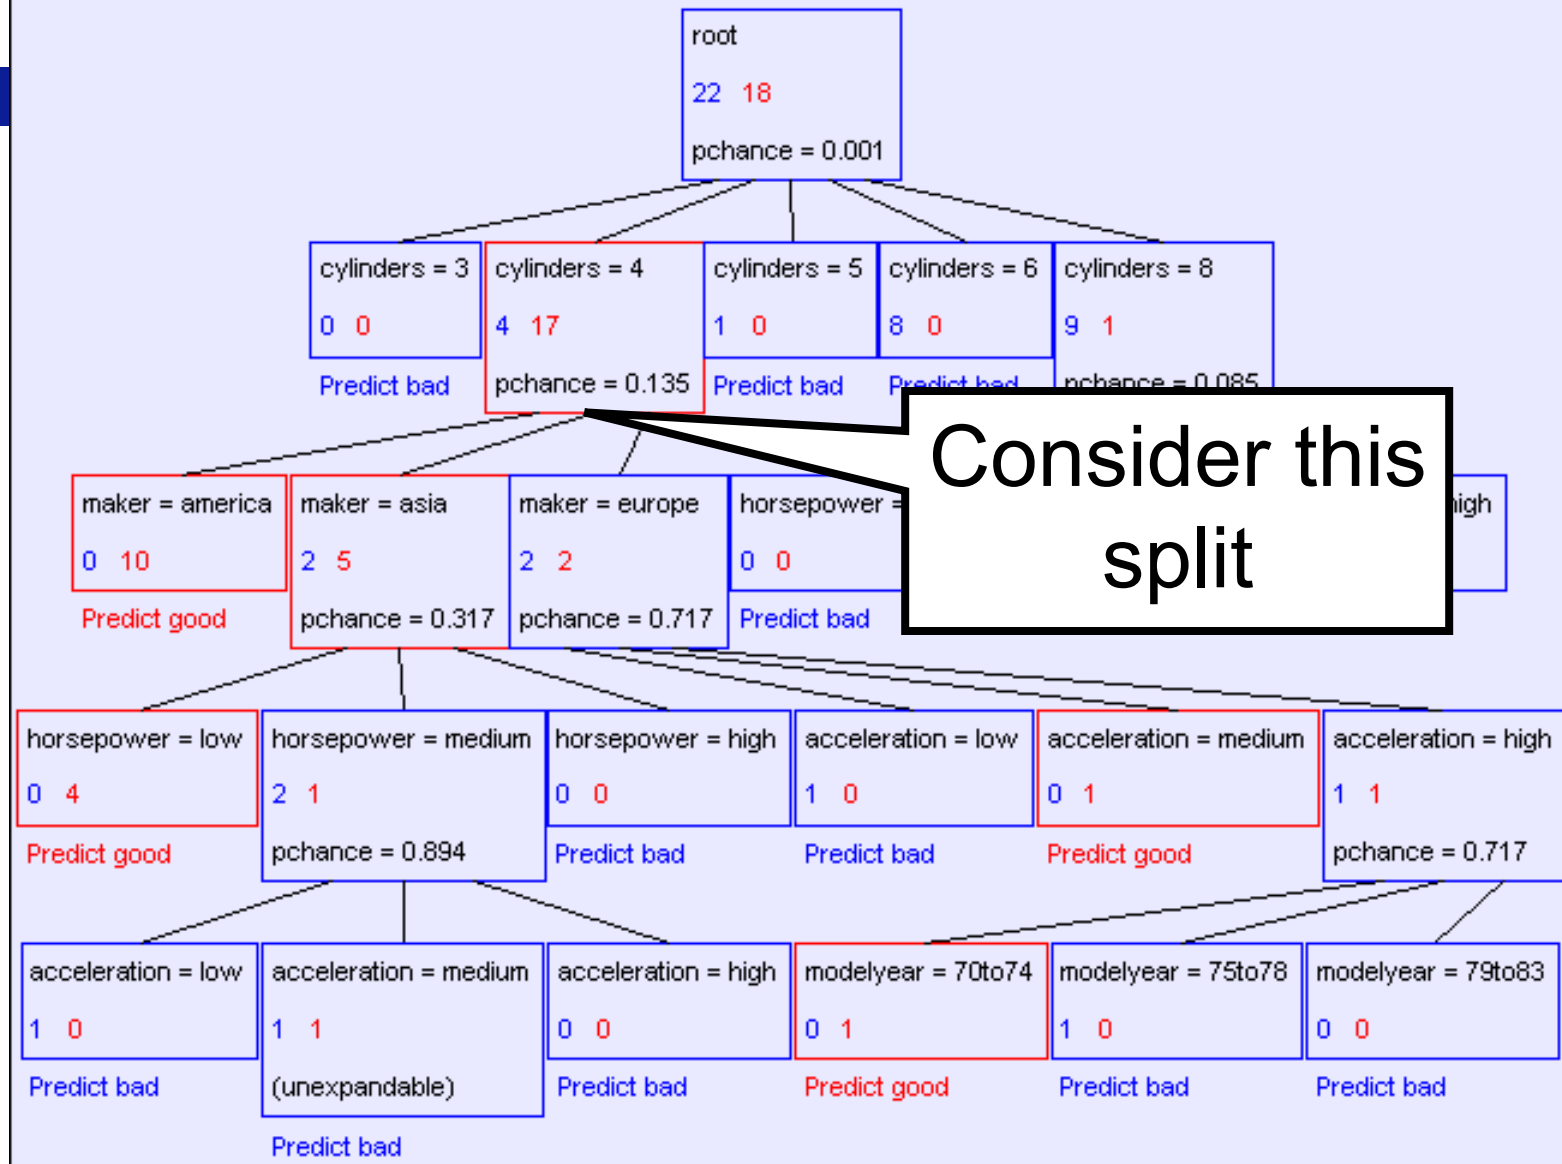 root
22 18
pchance = 0.001
cylinders = 3
0 0
Predict bad
cylinders = 4
4 17
pchance = 0.135
cylinders = 5
1 0
Predict bad
cylinders = 6
8 0
Predict bad
cylinders = 8
9 1
pchance = 0.085
Consider this
split
maker = america
0 10
Predict good
maker = asia
2 5
pchance = 0.317
maker = europe
2 2
pchance = 0.717
horsepower =
0 0
Predict bad
high
horsepower = low
0 4
Predict good
horsepower = medium
2 1
pchance = 0.894
horsepower = high
0 0
Predict bad
acceleration = low
1 0
Predict bad
acceleration = medium
0 1
Predict good
acceleration = high
1 1
pchance = 0.717
acceleration = low
1 0
Predict bad
acceleration = medium
1 1
(unexpandable)
Predict bad
acceleration = high
0 0
Predict bad
modelyear = 70to74
0 1
Predict good
modelyear = 75to78
1 0
Predict bad
modelyear = 79to83
0 0
Predict bad